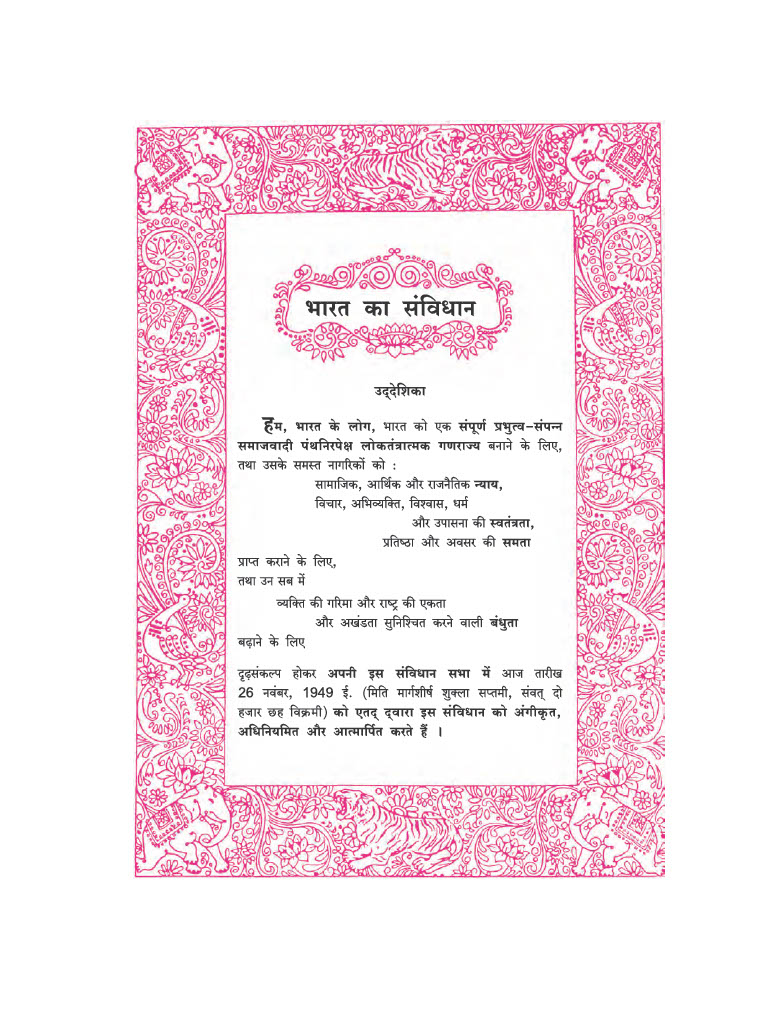 भारत का संविधान
उद्देशिका
हम, भारत के लोग, भारत को एक संपूर्ण प्रभुत्व-संपन्न
समाजवादी पंथनिरपेक्ष लोकतंत्रात्मक गणराज्य बनाने के लिए,
तथा उसके समस्त नागरिकों को :
सामाजिक, आर्थिक और राजनैतिक न्याय,
विचार, अभिव्यक्ति, विश्वास, धर्म
और उपासना की स्वतंत्रता,
प्रतिष्ठा और अवसर की समता
प्राप्त कराने के लिए,
तथा उन सब में
व्यक्ति की गरिमा और राष्ट्र की एकता
और अखंडता सुनिश्चित करने वाली बंधुता
बढ़ाने के लिए
दृढ़संकल्प होकर अपनी इस संविधान सभा में आज तारीख
26 नवंबर, 1949 ई. (मिति मार्गशीर्ष शुक्ला सप्तमी, संवत् दो
हजार छह विक्रमी) को एतद् द्वारा इस संविधान को अंगीकृत,
अधिनियमित और आत्मार्पित करते हैं ।